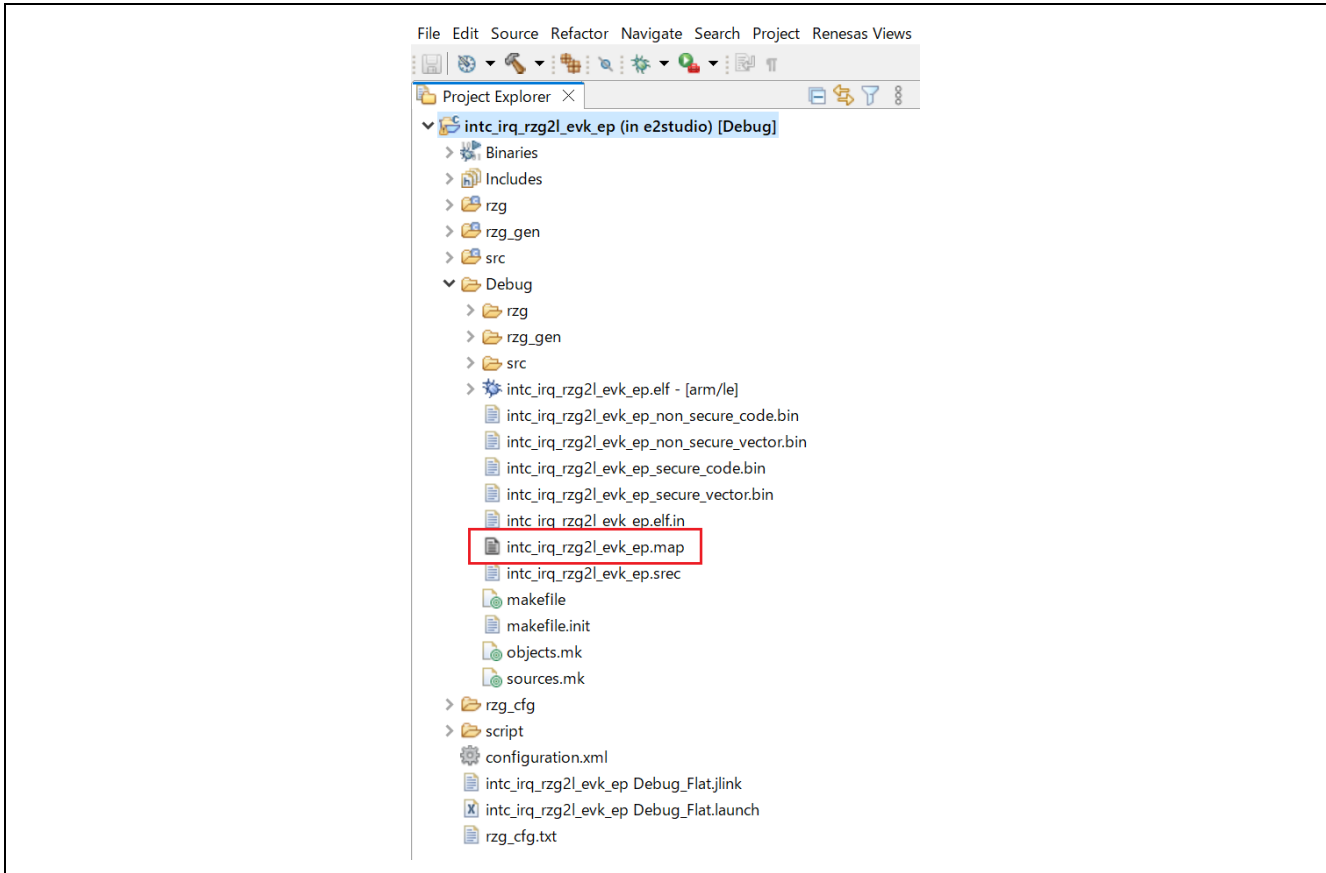 File Edit Source Refactor Navigate Search Project Renesas Views
Project Explorer
intc_irq_rzg2l_evk_ep (in e2studio) [Debug]
Binaries
Includes
rzg
rzg_gen
src
Debug
rzg
rzg_gen
src
intc_irq_rzg2l_evk_ep.elf - [arm/le]
intc_irq_rzg2l_evk_ep_non_secure_code.bin
intc_irq_rzg2l_evk_ep_non_secure_vector.bin
intc_irq_rzg2l_evk_ep_secure_code.bin
intc_irq_rzg2l_evk_ep_secure_vector.bin
intc_irq_rzg2l_evk_ep.elf.in
intc_irq_rzg2l_evk_ep.map
intc_irq_rzg2l_evk_ep.srec
makefile
makefile.init
objects.mk
sources.mk
rzg_cfg
script
configuration.xml
intc_irq_rzg2l_evk_ep Debug_Flat.jlink
intc_irq_rzg2l_evk_ep Debug_Flat.launch
rzg_cfg.txt